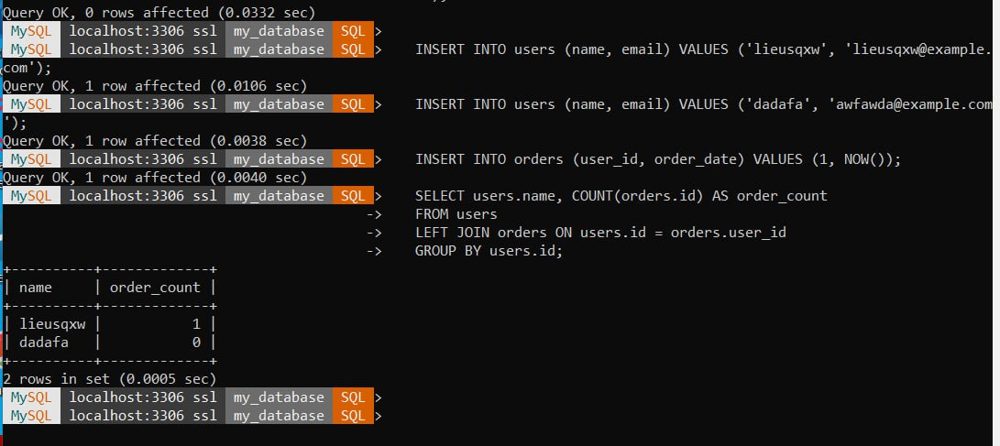 Query OK, 0 rows affected (0.0332 sec)
MySQL localhost:3306 ssl my_database SQL >
MySQL localhost:3306 ssl my_database SQL > INSERT INTO users (name, email) VALUES ('lieusqxw', 'lieusqxw@example.
com');
Query OK, 1 row affected (0.0106 sec)
MySQL localhost:3306 ssl my_database SQL > INSERT INTO users (name, email) VALUES ('dadafa', 'awfawda@example.com
');
Query OK, 1 row affected (0.0038 sec)
MySQL localhost:3306 ssl my_database SQL > INSERT INTO orders (user_id, order_date) VALUES (1, NOW());
Query OK, 1 row affected (0.0040 sec)
MySQL localhost:3306 ssl my_database SQL > SELECT users.name, COUNT(orders.id) AS order_count
-> FROM users
-> LEFT JOIN orders ON users.id = orders.user_id
-> GROUP BY users.id;
+----------+-------------+
| name | order_count |
+----------+-------------+
| lieusqxw | 1 |
| dadafa | 0 |
+----------+-------------+
2 rows in set (0.0005 sec)
MySQL localhost:3306 ssl my_database SQL >
MySQL localhost:3306 ssl my_database SQL >